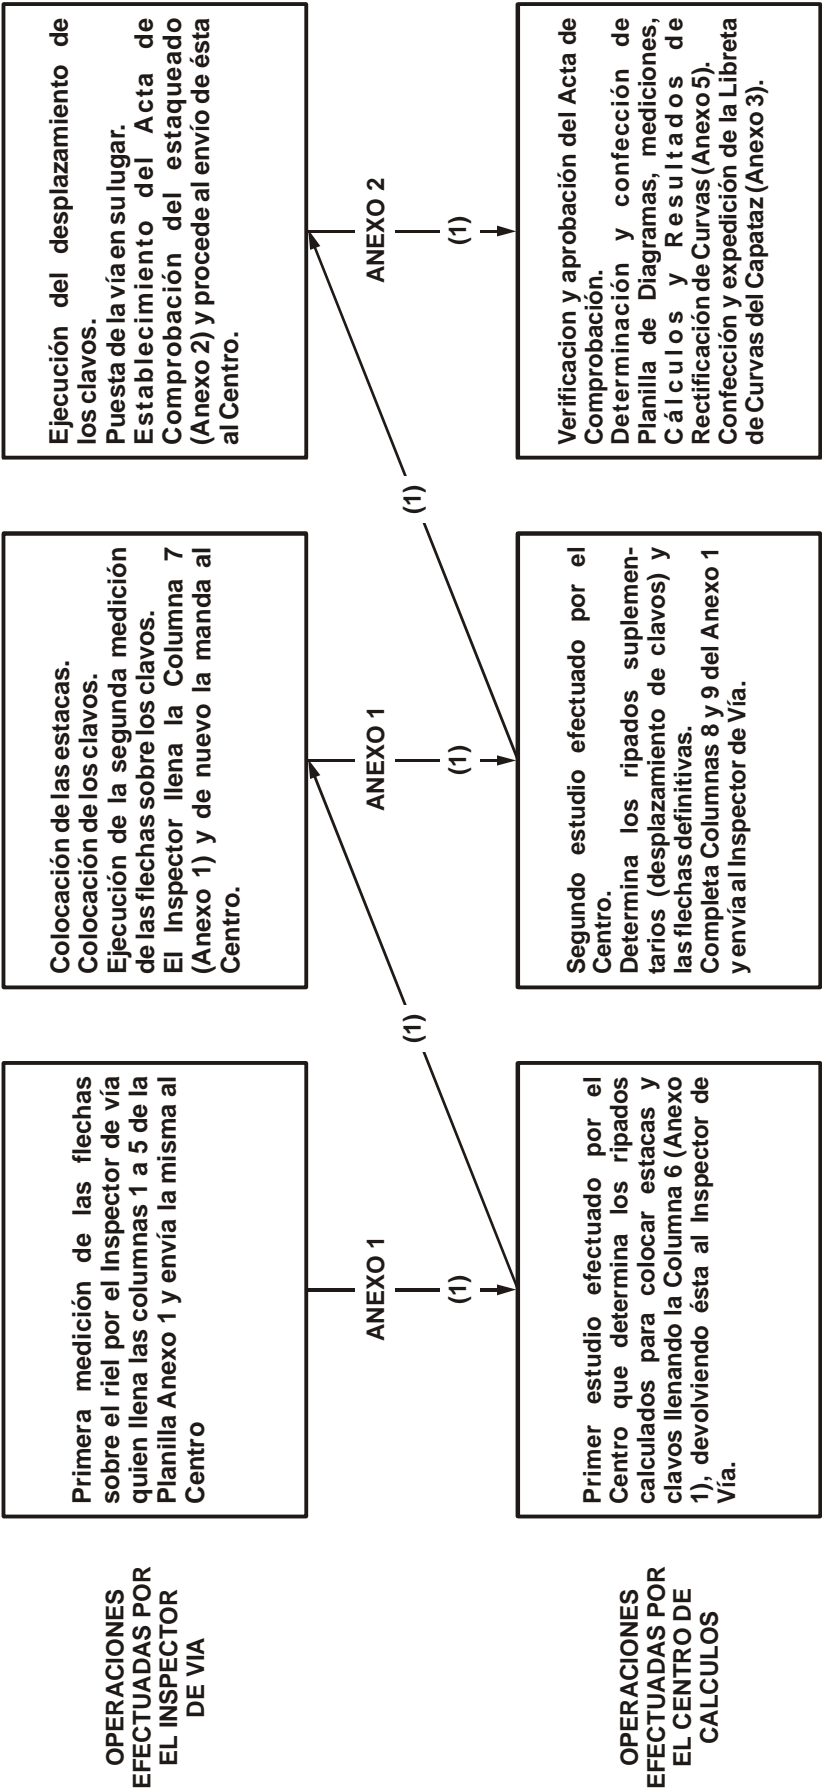 OPERACIONES
EFECTUADAS POR
EL INSPECTOR
DE VIA
Primera medición de las flechas
sobre el riel por el Inspector de vía
quien llena las columnas 1 a 5 de la
Planilla Anexo 1 y envía la misma al
Centro
Colocación de las estacas.
Colocación de los clavos.
Ejecución de la segunda medición
de las flechas sobre los clavos.
El Inspector llena la Columna 7
(Anexo 1) y de nuevo la manda al
Centro.
Ejecución del desplazamiento de
los clavos.
Puesta de la vía en su lugar.
Establecimiento del Acta de
Comprobación del estaqueado
(Anexo 2) y procede al envío de ésta
al Centro.
ANEXO 1
(1)
(1)
ANEXO 1
(1)
(1)
ANEXO 2
(1)
OPERACIONES
EFECTUADAS POR
EL CENTRO DE
CALCULOS
Primer estudio efectuado por el
Centro que determina los ripados
calculados para colocar estacas y
clavos llenando la Columna 6 (Anexo
1), devolviendo ésta al Inspector de
Vía.
Segundo estudio efectuado por el
Centro.
Determina los ripados suplemen-
tarios (desplazamiento de clavos) y
las flechas definitivas.
Completa Columnas 8 y 9 del Anexo 1
y envía al Inspector de Vía.
Verificacion y aprobación del Acta de
Comprobación.
Determinación y confección de
Planilla de Diagramas, mediciones,
Cálculos y Resultados de
Rectificación de Curvas (Anexo 5).
Confección y expedición de la Libreta
de Curvas del Capataz (Anexo 3).